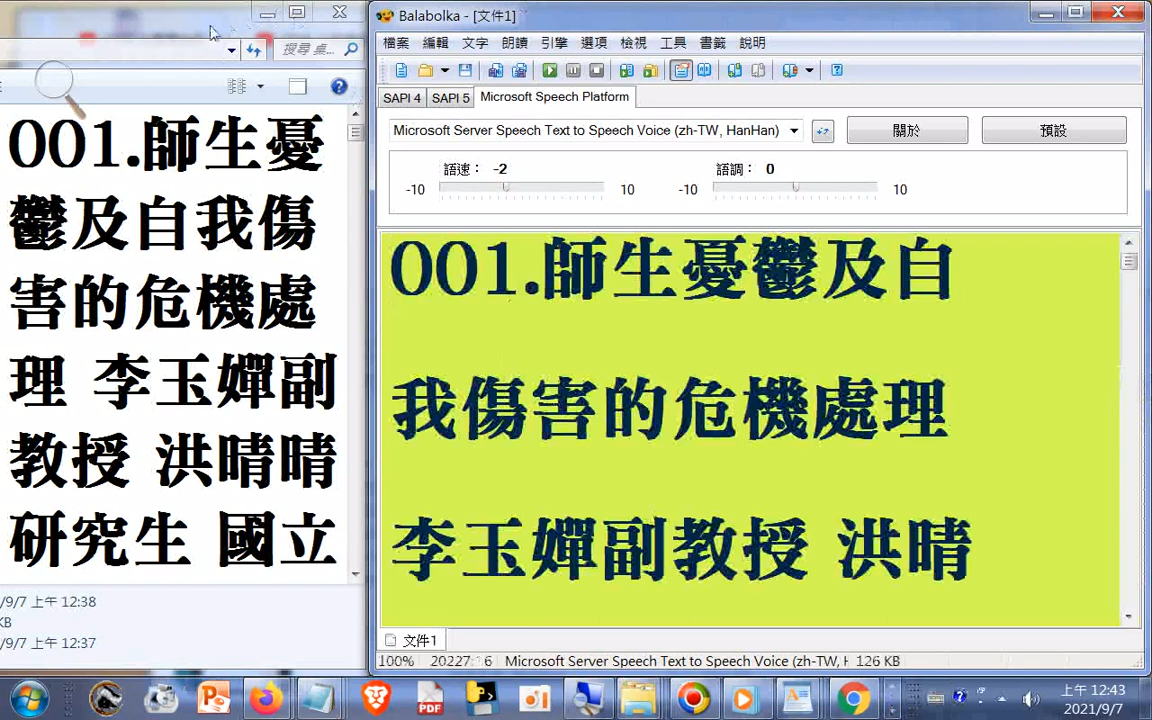 搜尋 桌...
001.師生憂
鬱及自我傷
害的危機處
理 李玉嬋副
教授 洪晴晴
研究生 國立
/9/7 上午 12:38
KB
/9/7 上午 12:37
Balabolka - [文件1]
檔案 編輯 文字 朗讀 引擎 選項 檢視 工具 書籤 說明
SAPI 4 SAPI 5 Microsoft Speech Platform
Microsoft Server Speech Text to Speech Voice (zh-TW, HanHan) 關於 預設
語速： -2 語調： 0
-10 10 -10 10
001.師生憂鬱及自
我傷害的危機處理
李玉嬋副教授 洪晴
文件1
100% 20227: 6 Microsoft Server Speech Text to Speech Voice (zh-TW, H 126 KB
PDF
上午 12:43
2021/9/7